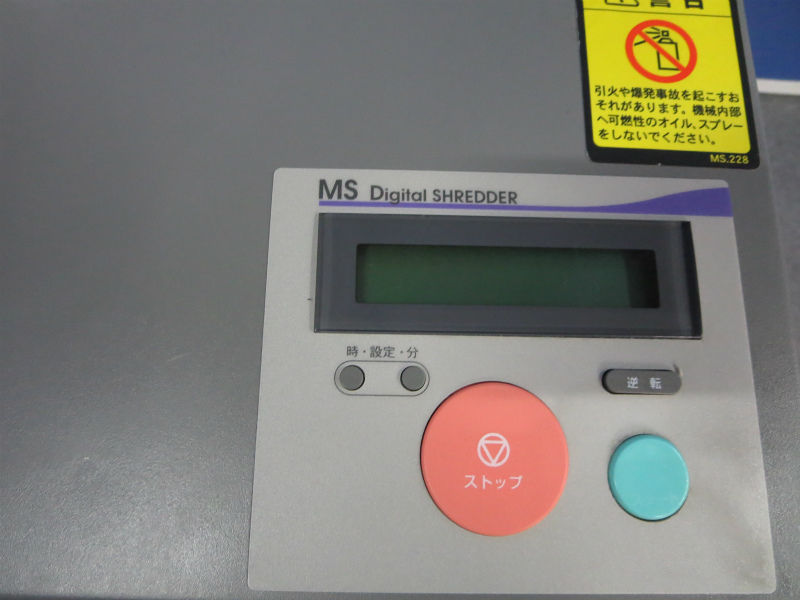 警告
引火や爆発事故を起こすお
それがあります。機械内部
へ可燃性のオイル、スプレー
をしないでください。
MS.228
MS Digital SHREDDER
時・設定・分
逆転
ストップ